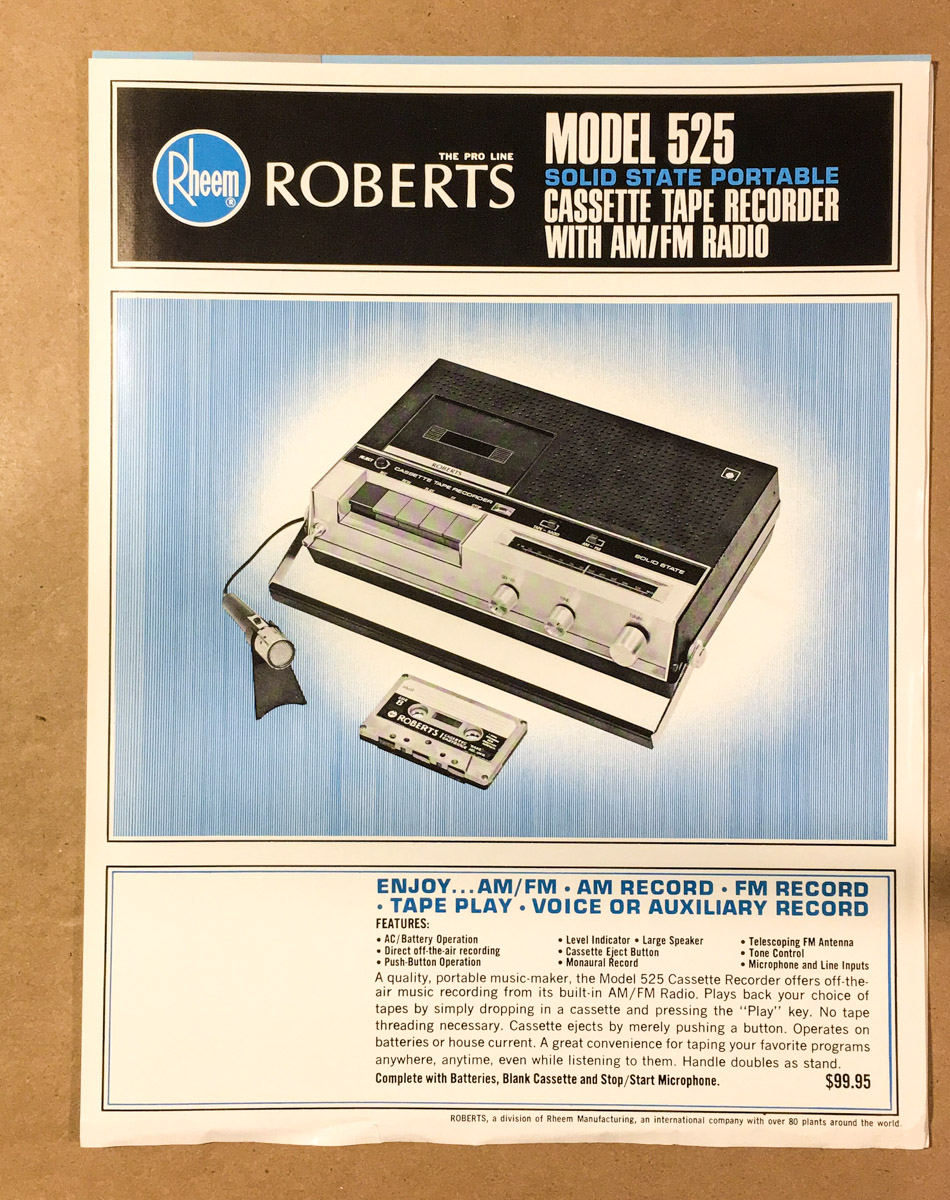 Rheem
®
THE PRO LINE
ROBERTS
MODEL 525
SOLID STATE PORTABLE
CASSETTE TAPE RECORDER
WITH AM/FM RADIO
ROBERTS
CASSETTE TAPE RECORDER
SOLID STATE
ROBERTS
ENJOY...AM/FM • AM RECORD • FM RECORD
• TAPE PLAY • VOICE OR AUXILIARY RECORD
FEATURES:
• AC/Battery Operation
• Direct off-the-air recording
• Push-Button Operation
• Level Indicator • Large Speaker
• Cassette Eject Button
• Monaural Record
• Telescoping FM Antenna
• Tone Control
• Microphone and Line Inputs
A quality, portable music-maker, the Model 525 Cassette Recorder offers off-the-
air music recording from its built-in AM/FM Radio. Plays back your choice of
tapes by simply dropping in a cassette and pressing the "Play" key. No tape
threading necessary. Cassette ejects by merely pushing a button. Operates on
batteries or house current. A great convenience for taping your favorite programs
anywhere, anytime, even while listening to them. Handle doubles as stand.
Complete with Batteries, Blank Cassette and Stop/Start Microphone.
$99.95
ROBERTS, a division of Rheem Manufacturing, an international company with over 80 plants around the world.